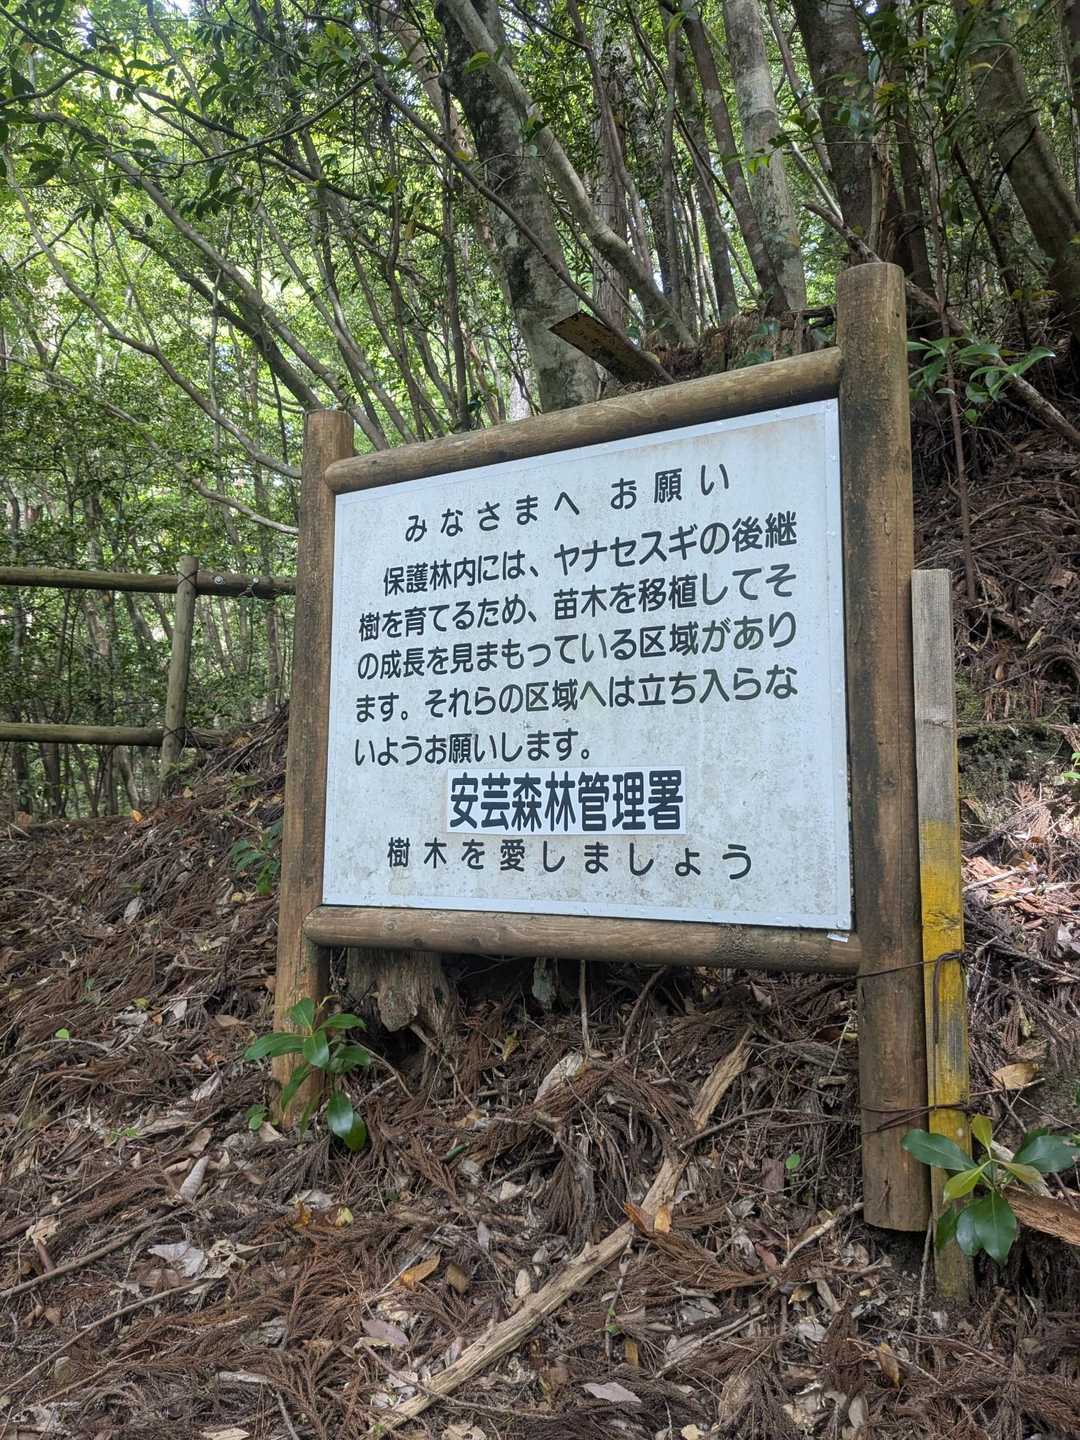 みなさまへ お願い
保護林内には、ヤナセスギの後継
樹を育てるため、苗木を移植してそ
の成長を見まもっている区域があり
ます。それらの区域へは立ち入らな
いようお願いします。
安芸森林管理署
樹木を愛しましょう